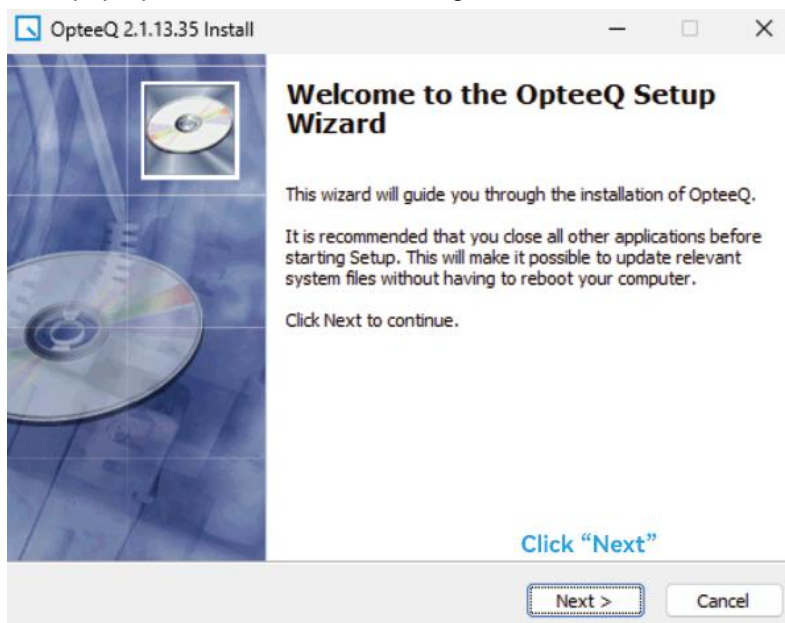 OpteeQ 2.1.13.35 Install
Welcome to the OpteeQ Setup
Wizard
This wizard will guide you through the installation of OpteeQ.
It is recommended that you close all other applications before
starting Setup. This will make it possible to update relevant
system files without having to reboot your computer.
Click Next to continue.
Click “Next”
Next >
Cancel